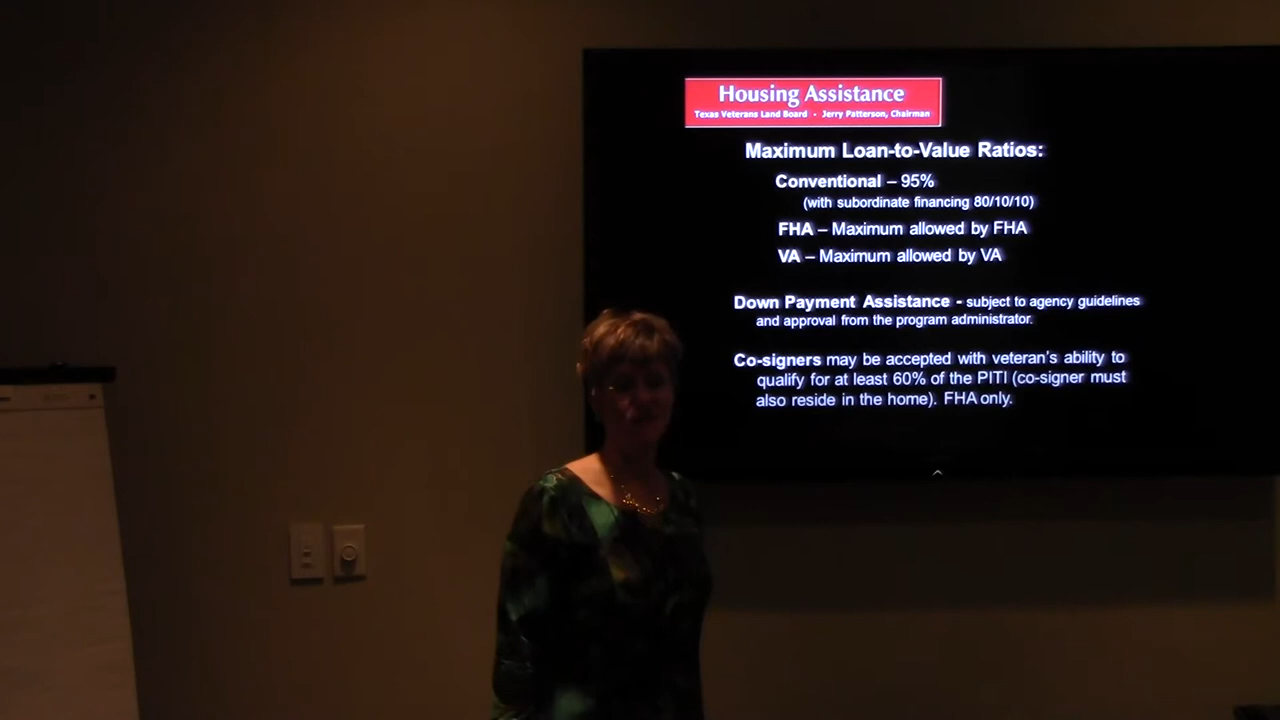 Housing Assistance
Texas Veterans Land Board - Jerry Patterson, Chairman
Maximum Loan-to-Value Ratios:
Conventional – 95%
(with subordinate financing 80/10/10)
FHA – Maximum allowed by FHA
VA – Maximum allowed by VA
Down Payment Assistance - subject to agency guidelines
and approval from the program administrator.
Co-signers may be accepted with veteran's ability to
qualify for at least 60% of the PITI (co-signer must
also reside in the home). FHA only.